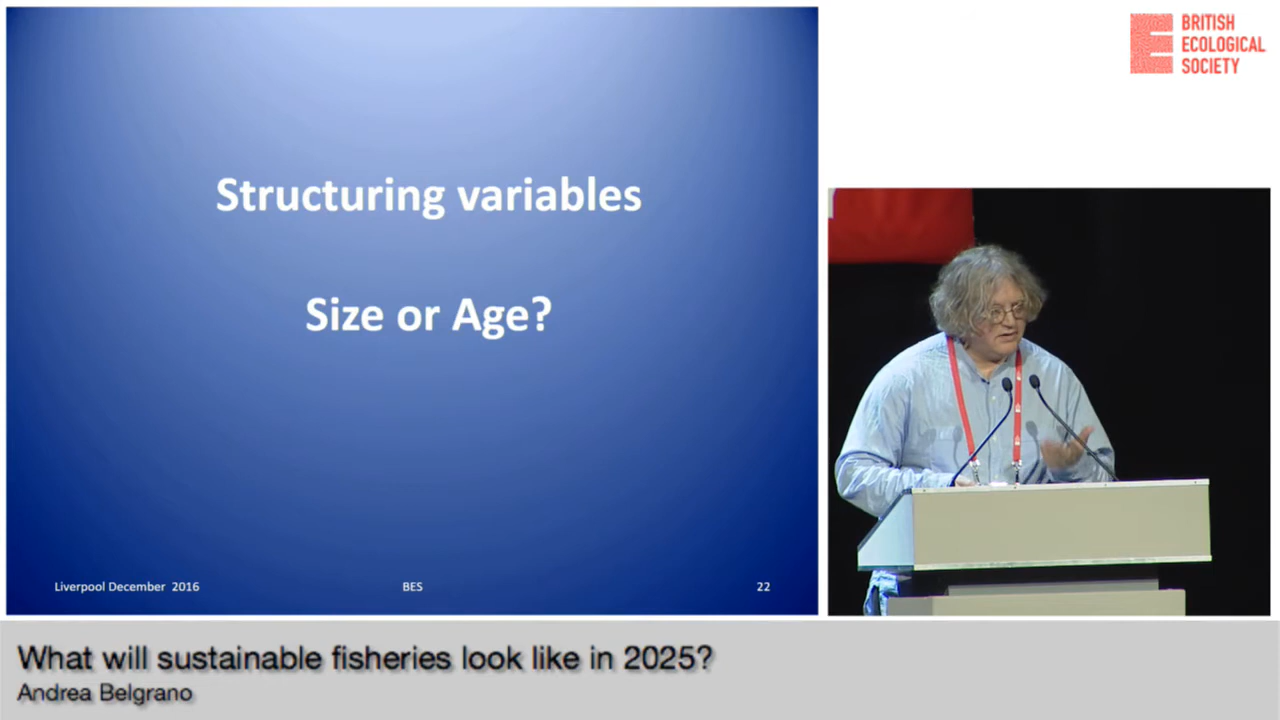 Structuring variables
Size or Age?
Liverpool December 2016
BES
22
BRITISH
ECOLOGICAL
SOCIETY
What will sustainable fisheries look like in 2025?
Andrea Belgrano